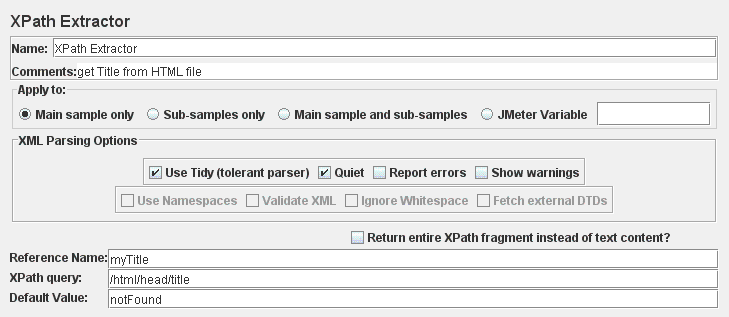 XPath Extractor
Name: XPath Extractor
Comments: get Title from HTML file
Apply to:
Main sample only Sub-samples only Main sample and sub-samples JMeter Variable
XML Parsing Options
Use Tidy (tolerant parser) Quiet Report errors Show warnings
Use Namespaces Validate XML Ignore Whitespace Fetch external DTDs
Return entire XPath fragment instead of text content?
Reference Name: myTitle
XPath query: /html/head/title
Default Value: notFound